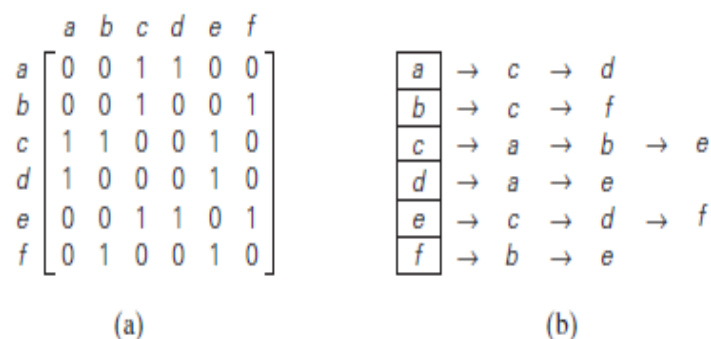 a b c d e f
a 0 0 1 1 0 0
b 0 0 1 0 0 1
c 1 1 0 0 1 0
d 1 0 0 0 1 0
e 0 0 1 1 0 1
f 0 1 0 0 1 0
(a)
a → c → d
b → c → f
c → a → b → e
d → a → e
e → c → d → f
f → b → e
(b)